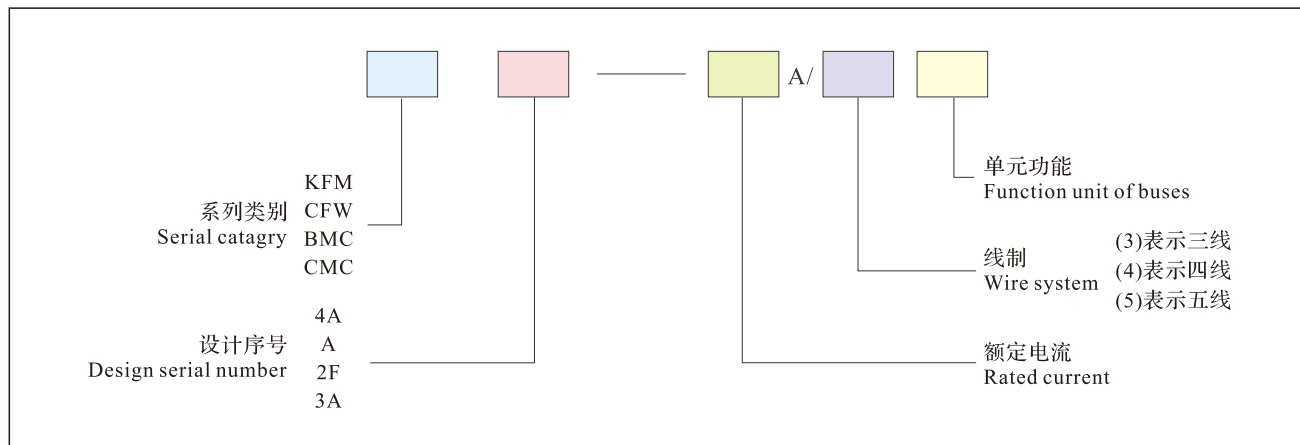 A/
KFM
CFW
BMC
CMC
系列类别
Serial catagry
4A
A
2F
3A
设计序号
Design serial number
单元功能
Function unit of buses
线制
Wire system
(3)表示三线
(4)表示四线
(5)表示五线
额定电流
Rated current